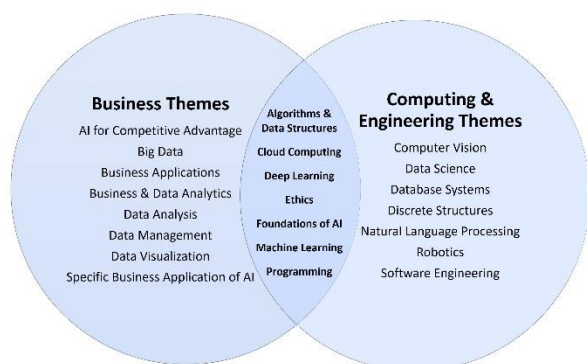 Business Themes
AI for Competitive Advantage
Big Data
Business Applications
Business & Data Analytics
Data Analysis
Data Management
Data Visualization
Specific Business Application of AI
Algorithms &
Data Structures
Cloud Computing
Deep Learning
Ethics
Foundations of AI
Machine Learning
Programming
Computing &
Engineering Themes
Computer Vision
Data Science
Database Systems
Discrete Structures
Natural Language Processing
Robotics
Software Engineering